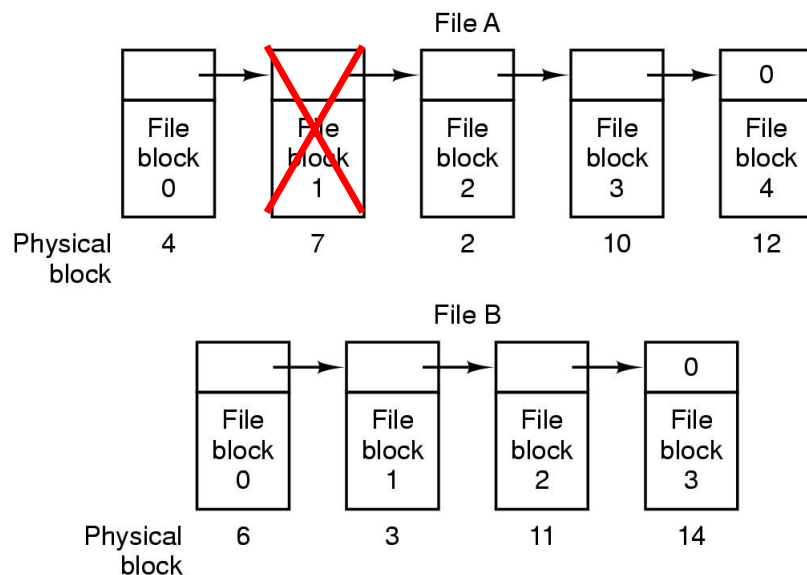 File A
0
File
block
0
File
block
1
File
block
2
File
block
3
File
block
4
Physical
block
4
7
2
10
12
File B
0
File
block
0
File
block
1
File
block
2
File
block
3
Physical
block
6
3
11
14